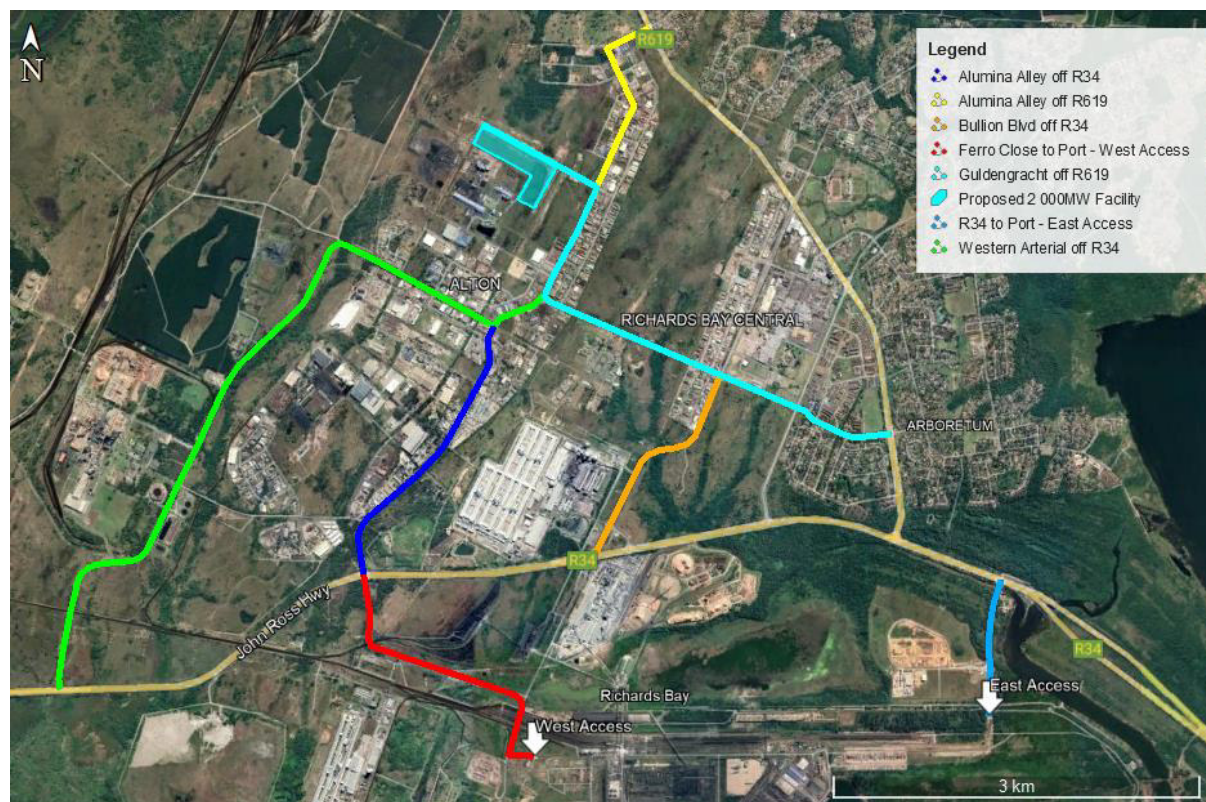 N
R619
Legend
Alumina Alley off R34
Alumina Alley off R619
Bullion Blvd off R34
Ferro Close to Port - West Access
Guldengracht off R619
Proposed 2 000MW Facility
R34 to Port - East Access
Western Arterial off R34
ALTON
RICHARDS BAY CENTRAL
ARBORETUM
R34
John Ross Hwy
R34
East Access
Richards Bay
West Access
3 km